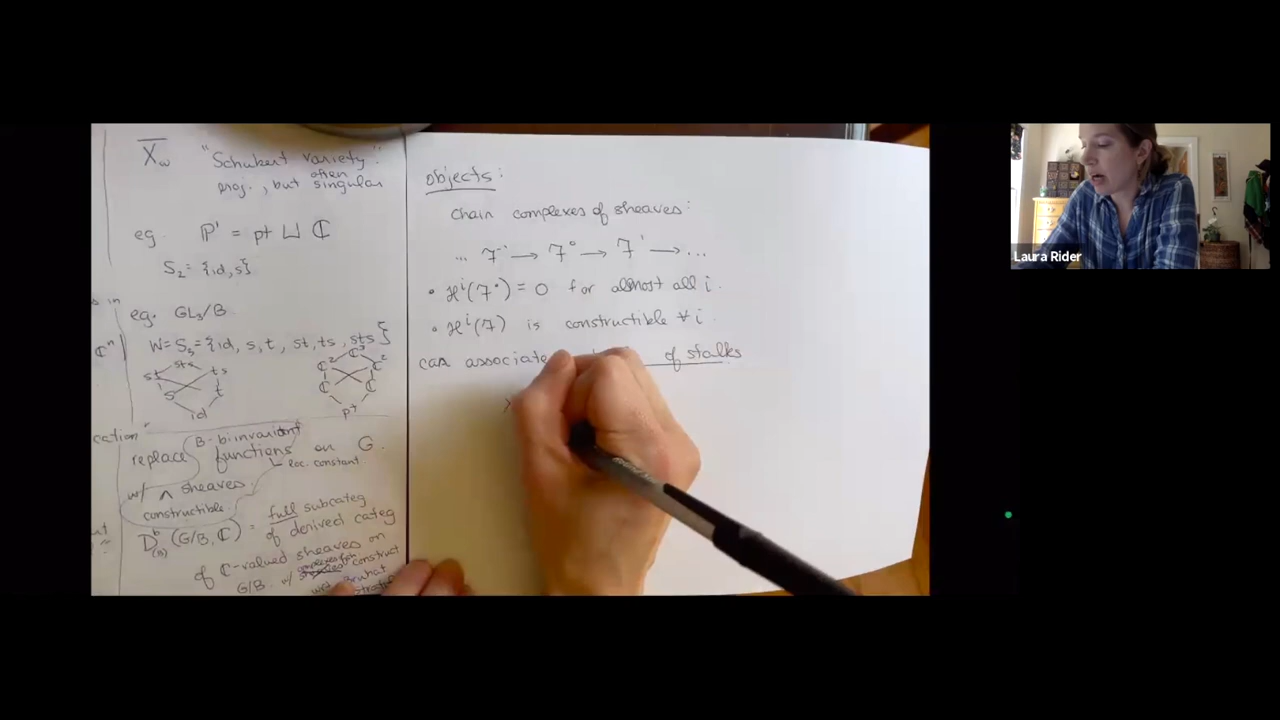 X̄w "Schubert variety"
often
proj., but singular
eg. ℙ¹ = pt ⊔ ℂ
S₂ = {id, s}
eg. GL₃/B
W = S₃ = {id, s, t, st, ts, sts}
sts ℂ³
st ts ℂ² ℂ²
s t ℂ ℂ
id pt
B-biinvariant
replace functions on G.
loc. constant
w/ ∧ sheaves
constructible
D^b_(B)(G/B, ℂ) = full subcateg
of derived categ
of ℂ-valued sheaves on
G/B w/ construct
objects:
Chain complexes of sheaves:
... F⁻¹ → F⁰ → F¹ → ...
• ℋⁱ(F•) = 0 for almost all i.
• ℋⁱ(F) is constructible ∀ i.
can associate of stalks
Laura Rider